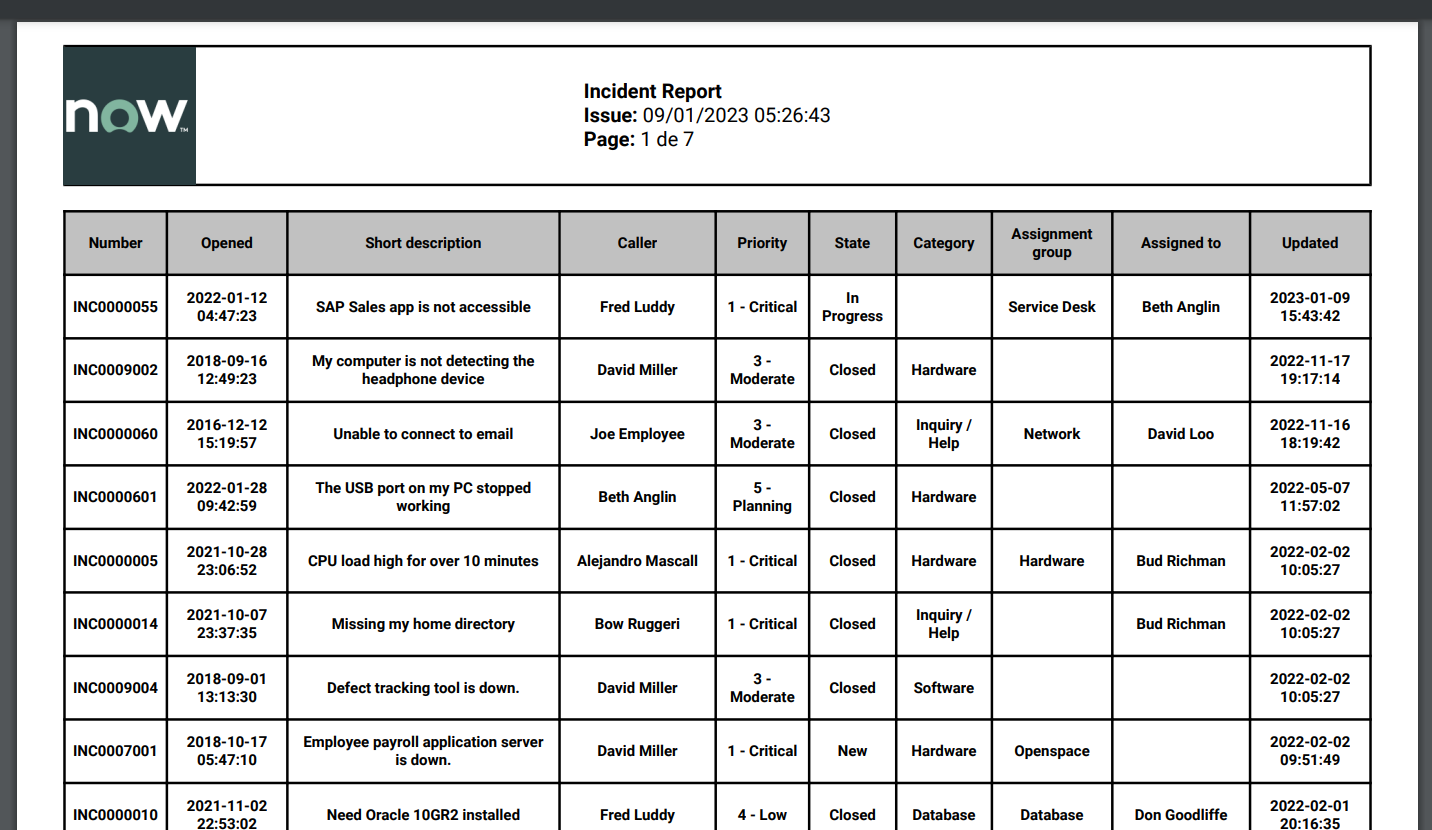 now™
Incident Report
Issue: 09/01/2023 05:26:43
Page: 1 de 7
Number Opened Short description Caller Priority State Category Assignment group Assigned to Updated
INC0000055 2022-01-12 04:47:23 SAP Sales app is not accessible Fred Luddy 1 - Critical In Progress Service Desk Beth Anglin 2023-01-09 15:43:42
INC0009002 2018-09-16 12:49:23 My computer is not detecting the headphone device David Miller 3 - Moderate Closed Hardware 2022-11-17 19:17:14
INC0000060 2016-12-12 15:19:57 Unable to connect to email Joe Employee 3 - Moderate Closed Inquiry / Help Network David Loo 2022-11-16 18:19:42
INC0000601 2022-01-28 09:42:59 The USB port on my PC stopped working Beth Anglin 5 - Planning Closed Hardware 2022-05-07 11:57:02
INC0000005 2021-10-28 23:06:52 CPU load high for over 10 minutes Alejandro Mascall 1 - Critical Closed Hardware Hardware Bud Richman 2022-02-02 10:05:27
INC0000014 2021-10-07 23:37:35 Missing my home directory Bow Ruggeri 1 - Critical Closed Inquiry / Help Bud Richman 2022-02-02 10:05:27
INC0009004 2018-09-01 13:13:30 Defect tracking tool is down. David Miller 3 - Moderate Closed Software 2022-02-02 10:05:27
INC0007001 2018-10-17 05:47:10 Employee payroll application server is down. David Miller 1 - Critical New Hardware Openspace 2022-02-02 09:51:49
INC0000010 2021-11-02 22:53:02 Need Oracle 10GR2 installed Fred Luddy 4 - Low Closed Database Database Don Goodliffe 2022-02-01 20:16:35